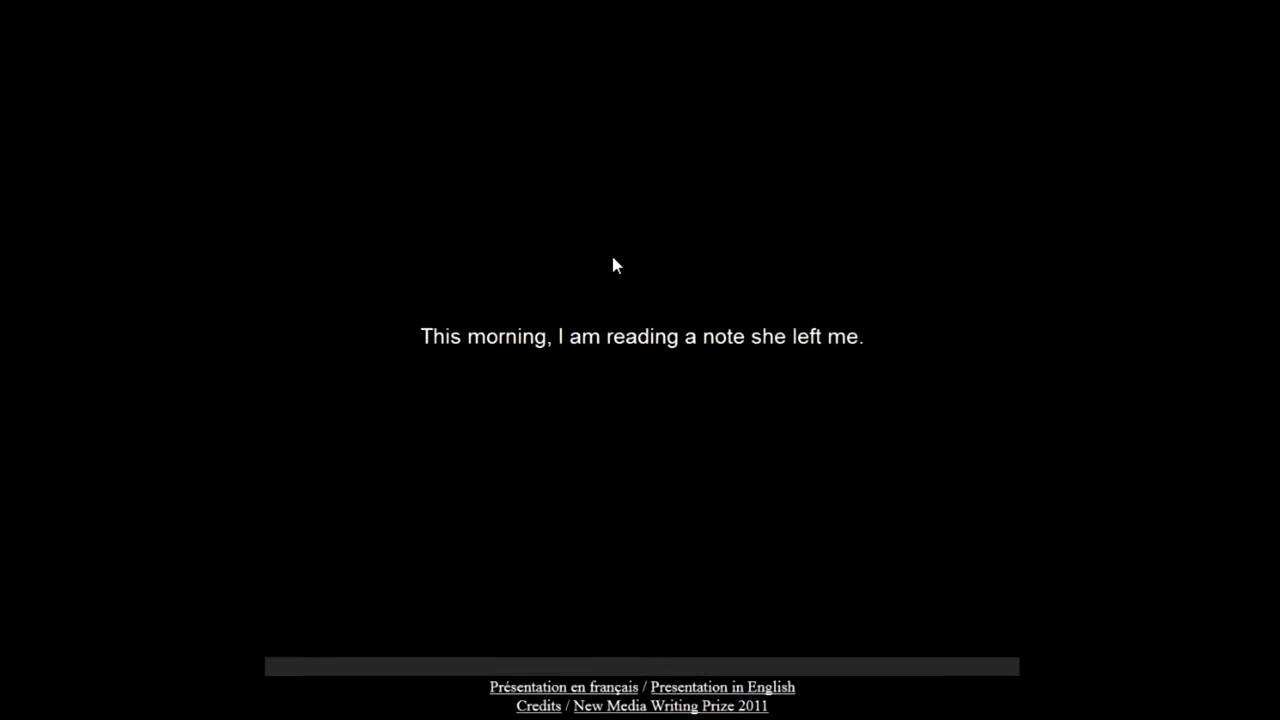 This morning, I am reading a note she left me.
Présentation en français / Presentation in English
Credits / New Media Writing Prize 2011